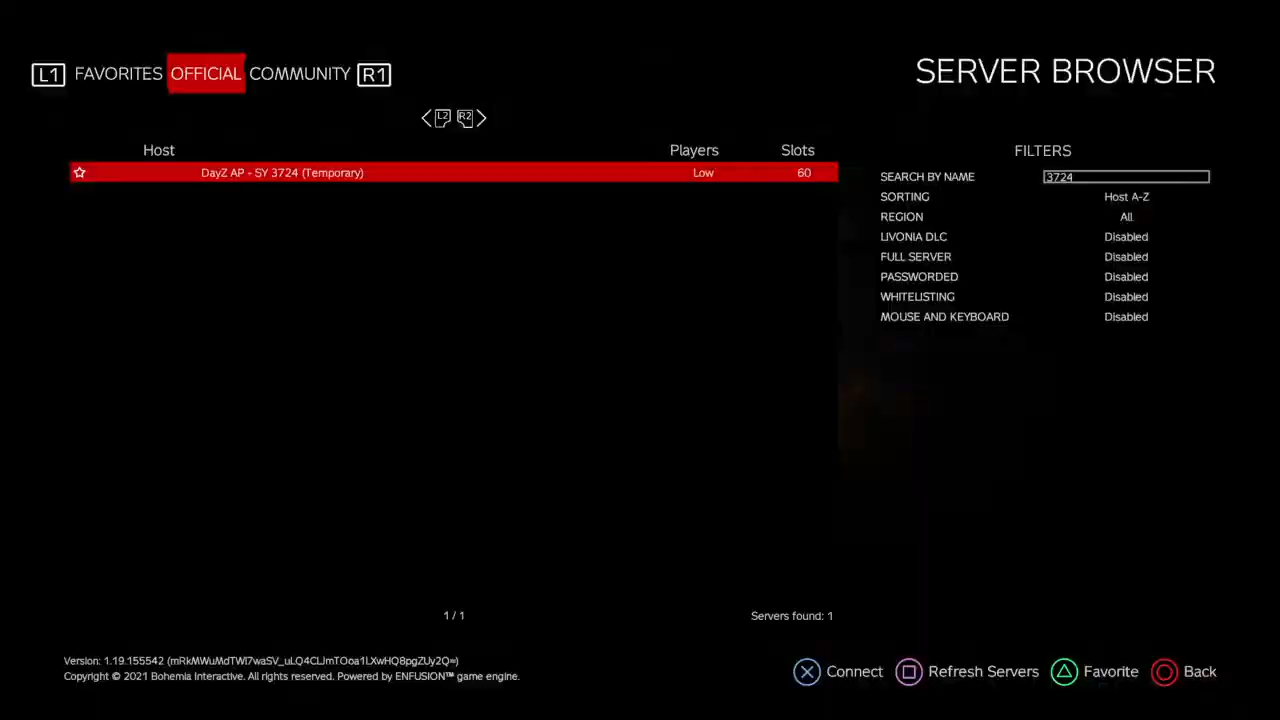 L1 FAVORITES OFFICIAL COMMUNITY R1
SERVER BROWSER
L2 R2
Host Players Slots
DayZ AP - SY 3724 (Temporary) Low 60
FILTERS
SEARCH BY NAME 3724
SORTING Host A-Z
REGION All
LIVONIA DLC Disabled
FULL SERVER Disabled
PASSWORDED Disabled
WHITELISTING Disabled
MOUSE AND KEYBOARD Disabled
1 / 1
Servers found: 1
Version: 1.19.155542 (mRkMWuMdTWI7waSV_uLQ4CLJmTOoa1LXwHQ8pgZUy2Q=)
Copyright © 2021 Bohemia Interactive. All rights reserved. Powered by ENFUSION™ game engine.
Connect Refresh Servers Favorite Back